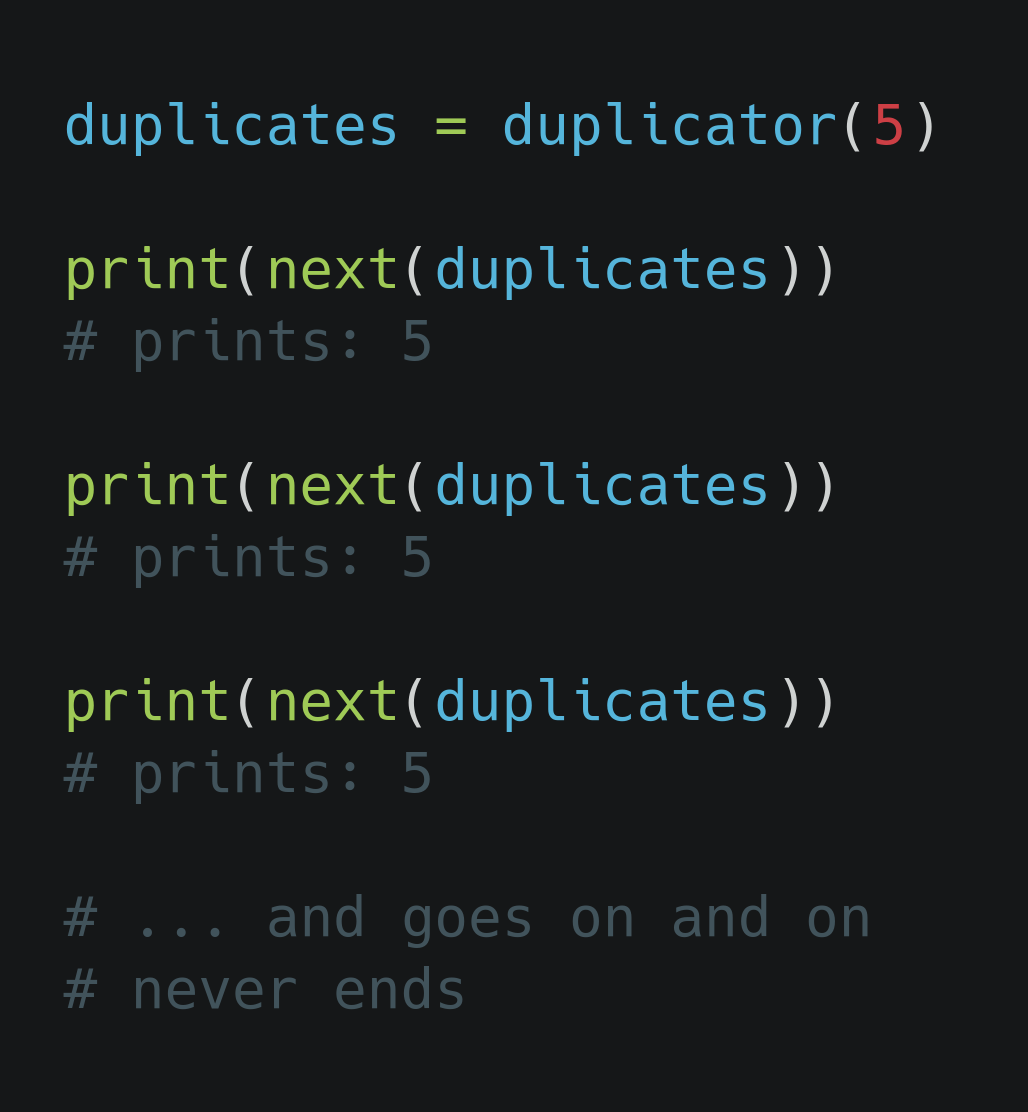 duplicates = duplicator(5)
print(next(duplicates))
# prints: 5
print(next(duplicates))
# prints: 5
print(next(duplicates))
# prints: 5
# ... and goes on and on
# never ends